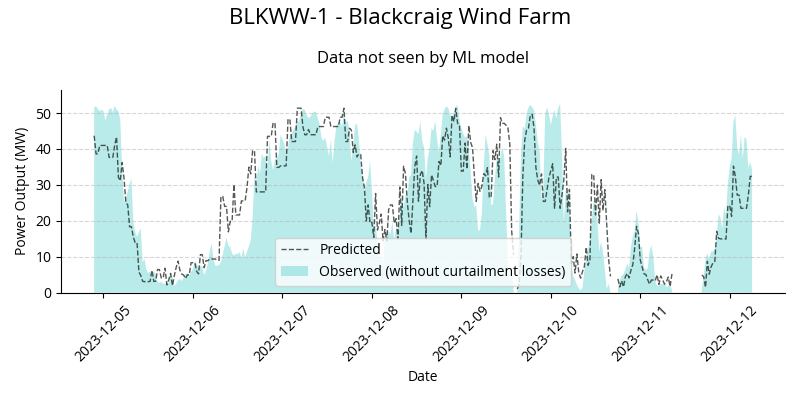 BLKWW-1 - Blackcraig Wind Farm
Data not seen by ML model
Power Output (MW)
50
40
30
20
10
0
Predicted
Observed (without curtailment losses)
2023-12-05
2023-12-06
2023-12-07
2023-12-08
2023-12-09
2023-12-10
2023-12-11
2023-12-12
Date